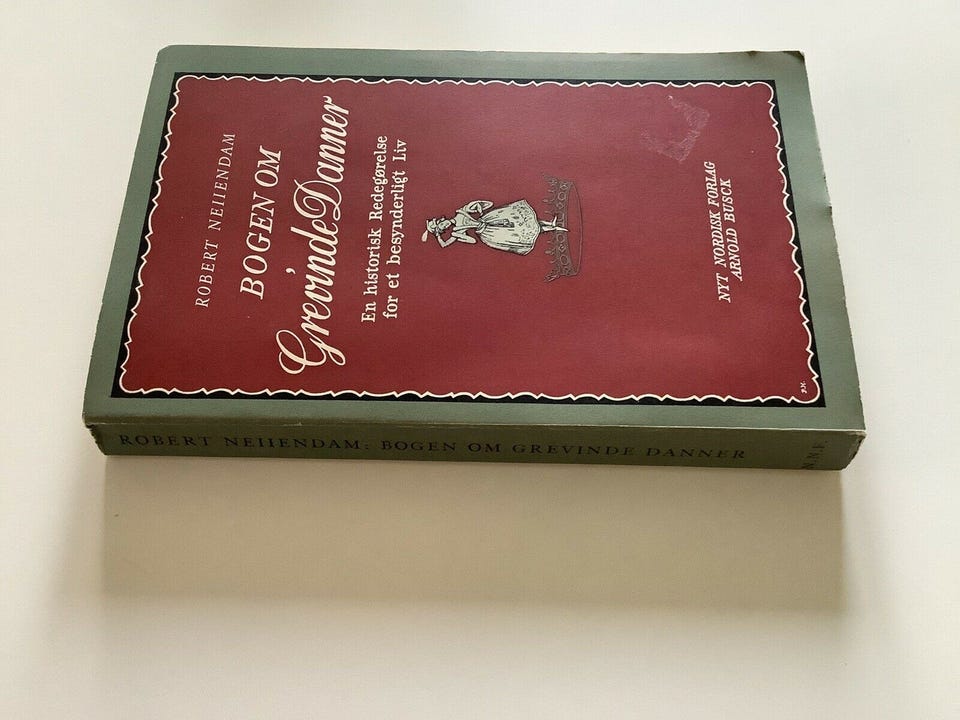 ROBERT NEIIENDAM
BOGEN OM
Grevinde Danner
En historisk Redegørelse
for et besynderligt Liv
NYT NORDISK FORLAG
ARNOLD BUSCK
ROBERT NEIIENDAM: BOGEN OM GREVINDE DANNER
N.N.F.